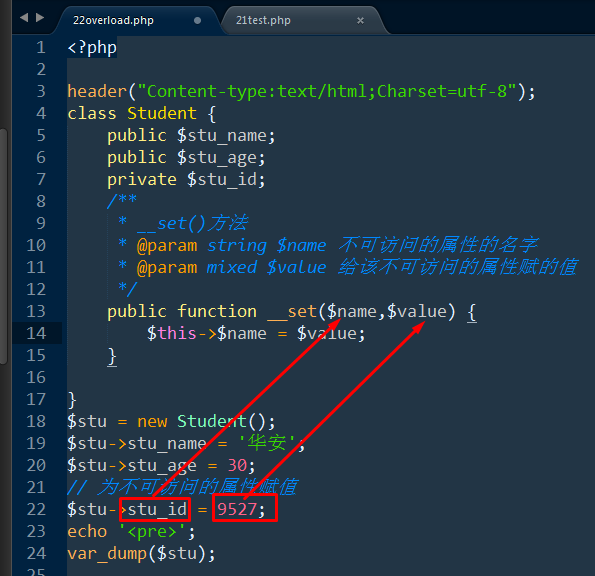 22overload.php
21test.php
1 <?php
2
3 header("Content-type:text/html;Charset=utf-8");
4 class Student {
5     public $stu_name;
6     public $stu_age;
7     private $stu_id;
8     /**
9      * __set()方法
10      * @param string $name 不可访问的属性的名字
11      * @param mixed $value 给该不可访问的属性赋的值
12      */
13     public function __set($name,$value) {
14         $this->$name = $value;
15     }
16
17 }
18 $stu = new Student();
19 $stu->stu_name = '华安';
20 $stu->stu_age = 30;
21 // 为不可访问的属性赋值
22 $stu->stu_id = 9527;
23 echo '<pre>';
24 var_dump($stu);
25